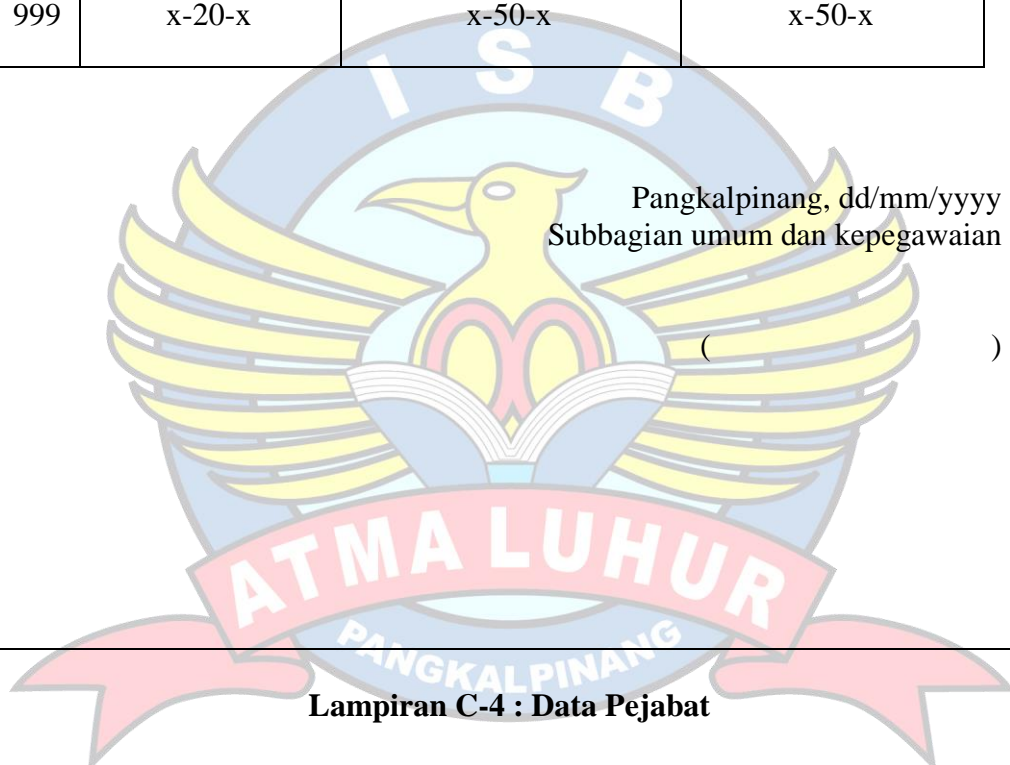 999 x-20-x x-50-x x-50-x
I S B
Pangkalpinang, dd/mm/yyyy
Subbagian umum dan kepegawaian
( )
ATMA LUHUR
PANGKALPINANG
Lampiran C-4 : Data Pejabat